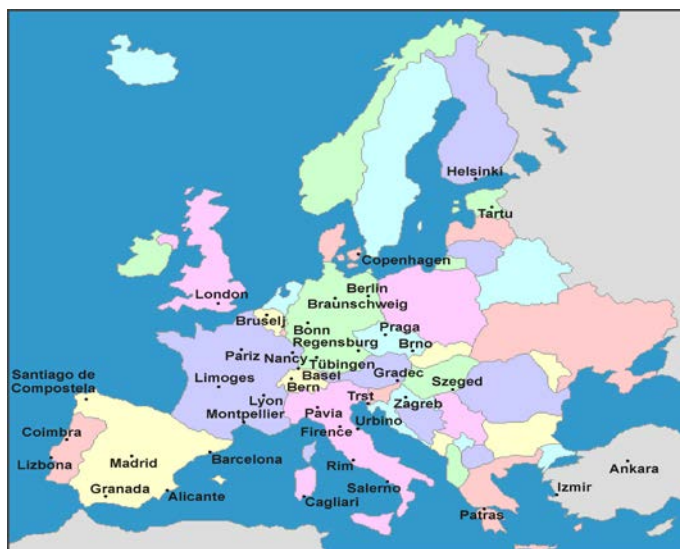 Helsinki
Tartu
Copenhagen
London
Berlin
Braunschweig
Bruselj
Bonn
Praga
Regensburg
Brno
Pariz
Nancy
Tübingen
Basel
Gradec
Limoges
Bern
Szeged
Santiago de
Compostela
Lyon
Trst
Zagreb
Montpellier
Pavia
Urbino
Coimbra
Firence
Lizbona
Madrid
Barcelona
Rim
Ankara
Granada
Alicante
Salerno
Izmir
Cagliari
Patras